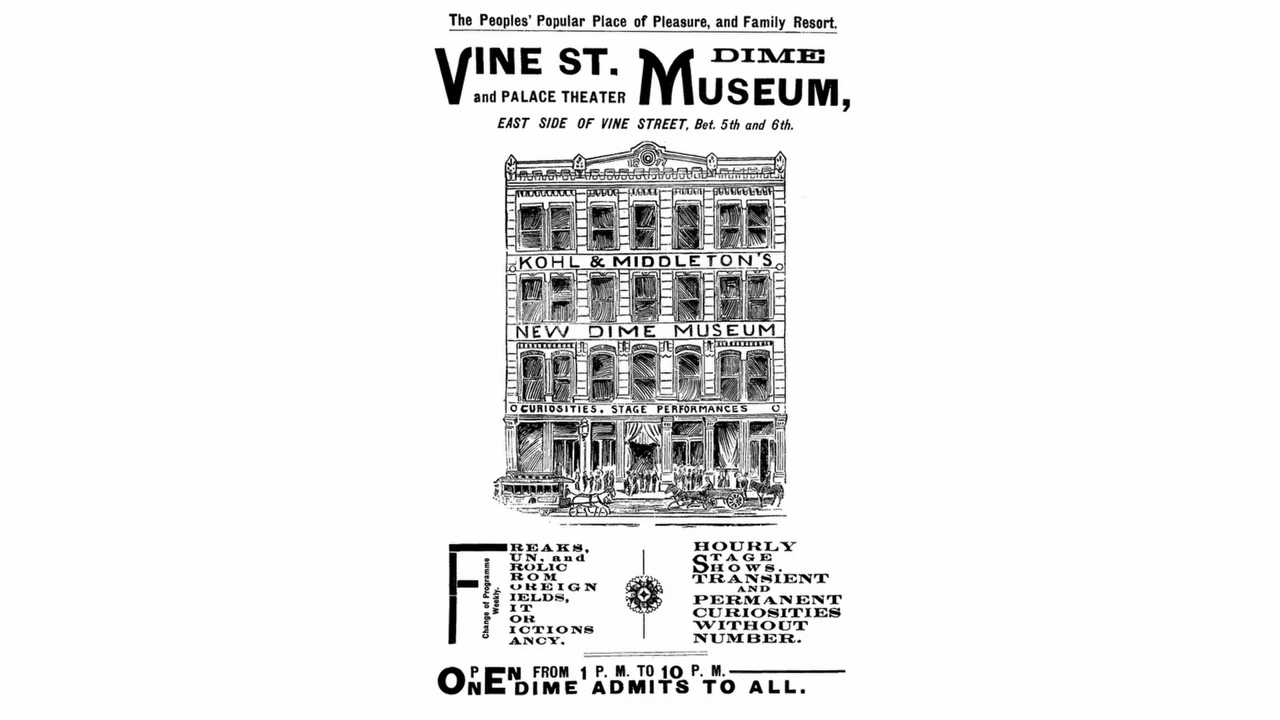 The Peoples' Popular Place of Pleasure, and Family Resort.
VINE ST. DIME
and PALACE THEATER MUSEUM,
EAST SIDE OF VINE STREET, Bet. 5th and 6th.
1877
KOHL & MIDDLETON'S
NEW DIME MUSEUM
CURIOSITIES. STAGE PERFORMANCES
FREAKS,
UN, and
ROLIC
ROM
OREIGN
IELDS,
IT
OR
ICTIONS
ANCY.
Change of Programme
Weekly.
HOURLY
STAGE
SHOWS.
TRANSIENT
AND
PERMANENT
CURIOSITIES
WITHOUT
NUMBER.
OPEN FROM 1 P. M. TO 10 P. M.
ONE DIME ADMITS TO ALL.